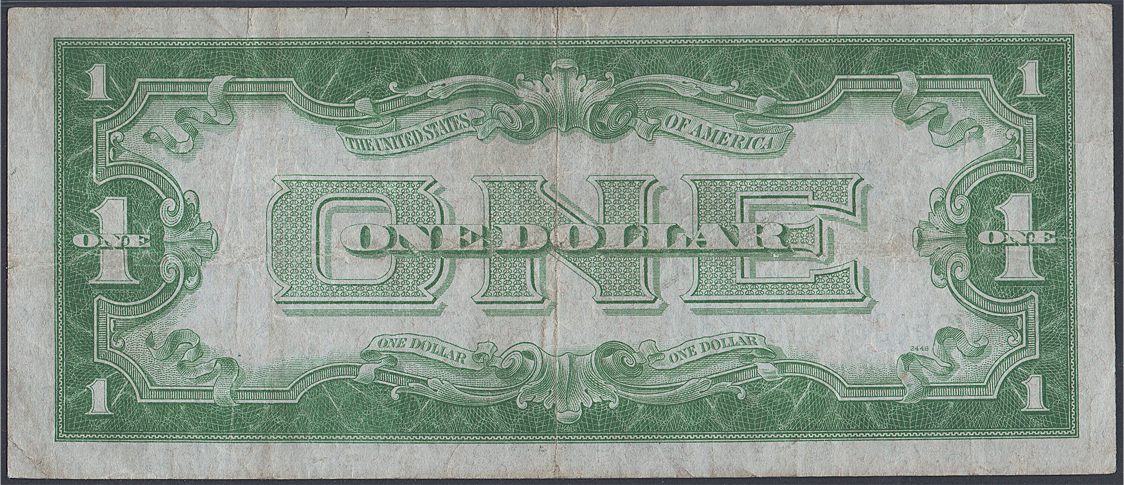 1 1
THE UNITED STATES OF AMERICA
ONE
ONE DOLLAR
1 ONE 1 ONE
ONE DOLLAR ONE DOLLAR
2448
1 1